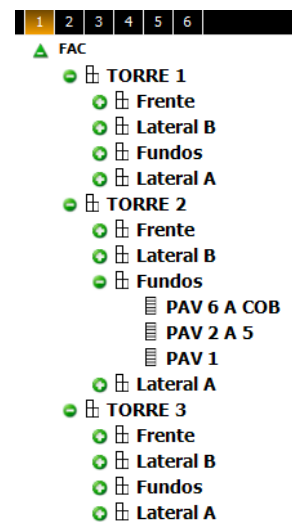 1 2 3 4 5 6
FAC
TORRE 1
Frente
Lateral B
Fundos
Lateral A
TORRE 2
Frente
Lateral B
Fundos
PAV 6 A COB
PAV 2 A 5
PAV 1
Lateral A
TORRE 3
Frente
Lateral B
Fundos
Lateral A